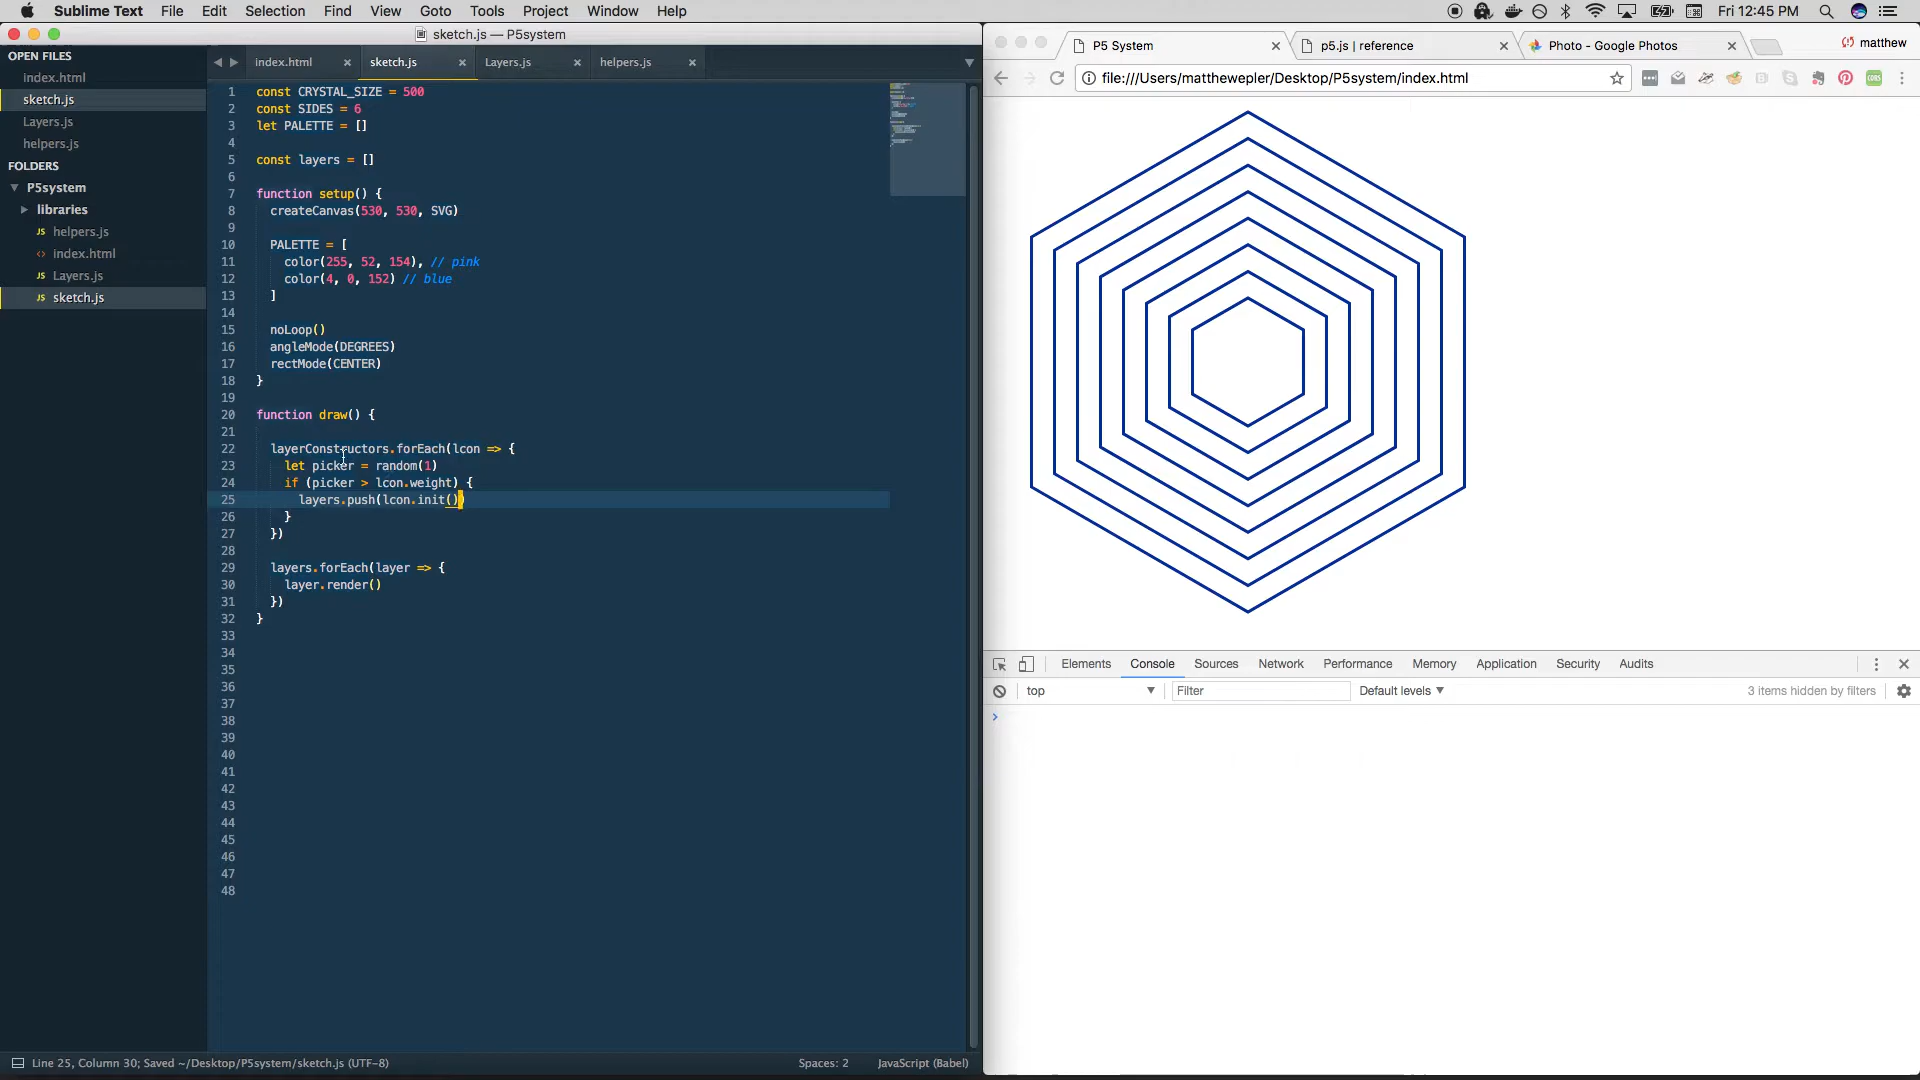 Sublime Text File Edit Selection Find View Goto Tools Project Window Help
Fri 12:45 PM
sketch.js — P5system
OPEN FILES
index.html
sketch.js
Layers.js
helpers.js
FOLDERS
P5system
libraries
JS helpers.js
<> index.html
JS Layers.js
JS sketch.js
index.html × sketch.js × Layers.js × helpers.js ×
1 const CRYSTAL_SIZE = 500
2 const SIDES = 6
3 let PALETTE = []
4
5 const layers = []
6
7 function setup() {
8 createCanvas(530, 530, SVG)
9
10 PALETTE = [
11 color(255, 52, 154), // pink
12 color(4, 0, 152) // blue
13 ]
14
15 noLoop()
16 angleMode(DEGREES)
17 rectMode(CENTER)
18 }
19
20 function draw() {
21
22 layerConstructors.forEach(lcon => {
23 let picker = random(1)
24 if (picker > lcon.weight) {
25 layers.push(lcon.init())
26 }
27 })
28
29 layers.forEach(layer => {
30 layer.render()
31 })
32 }
33
34
35
36
37
38
39
40
41
42
43
44
45
46
47
48
Line 25, Column 30; Saved ~/Desktop/P5system/sketch.js (UTF-8)
Spaces: 2
JavaScript (Babel)
P5 System × p5.js | reference × Photo - Google Photos ×
matthew
file:///Users/matthewepler/Desktop/P5system/index.html
Elements Console Sources Network Performance Memory Application Security Audits
top Filter Default levels 3 items hidden by filters